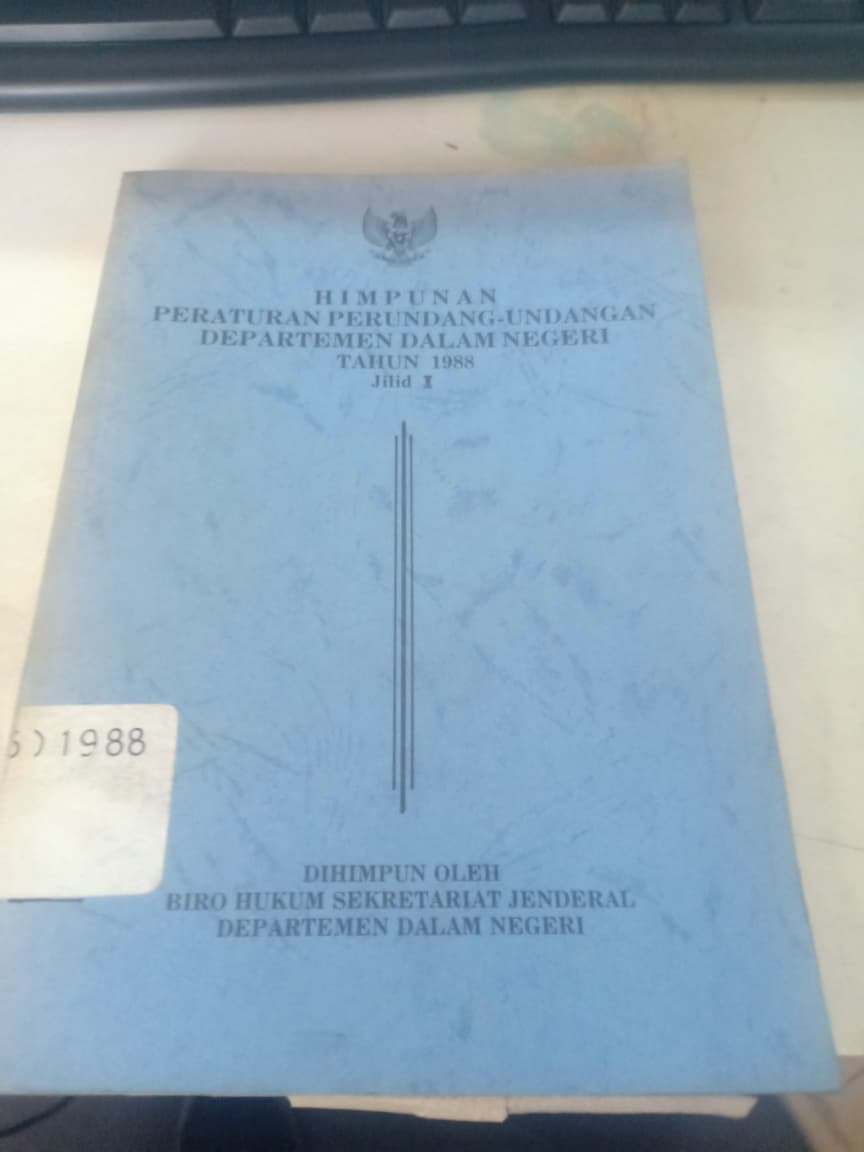 HIMPUNAN
PERATURAN PERUNDANG-UNDANGAN
DEPARTEMEN DALAM NEGERI
TAHUN 1988
Jilid I
) 1988
DIHIMPUN OLEH
BIRO HUKUM SEKRETARIAT JENDERAL
DEPARTEMEN DALAM NEGERI